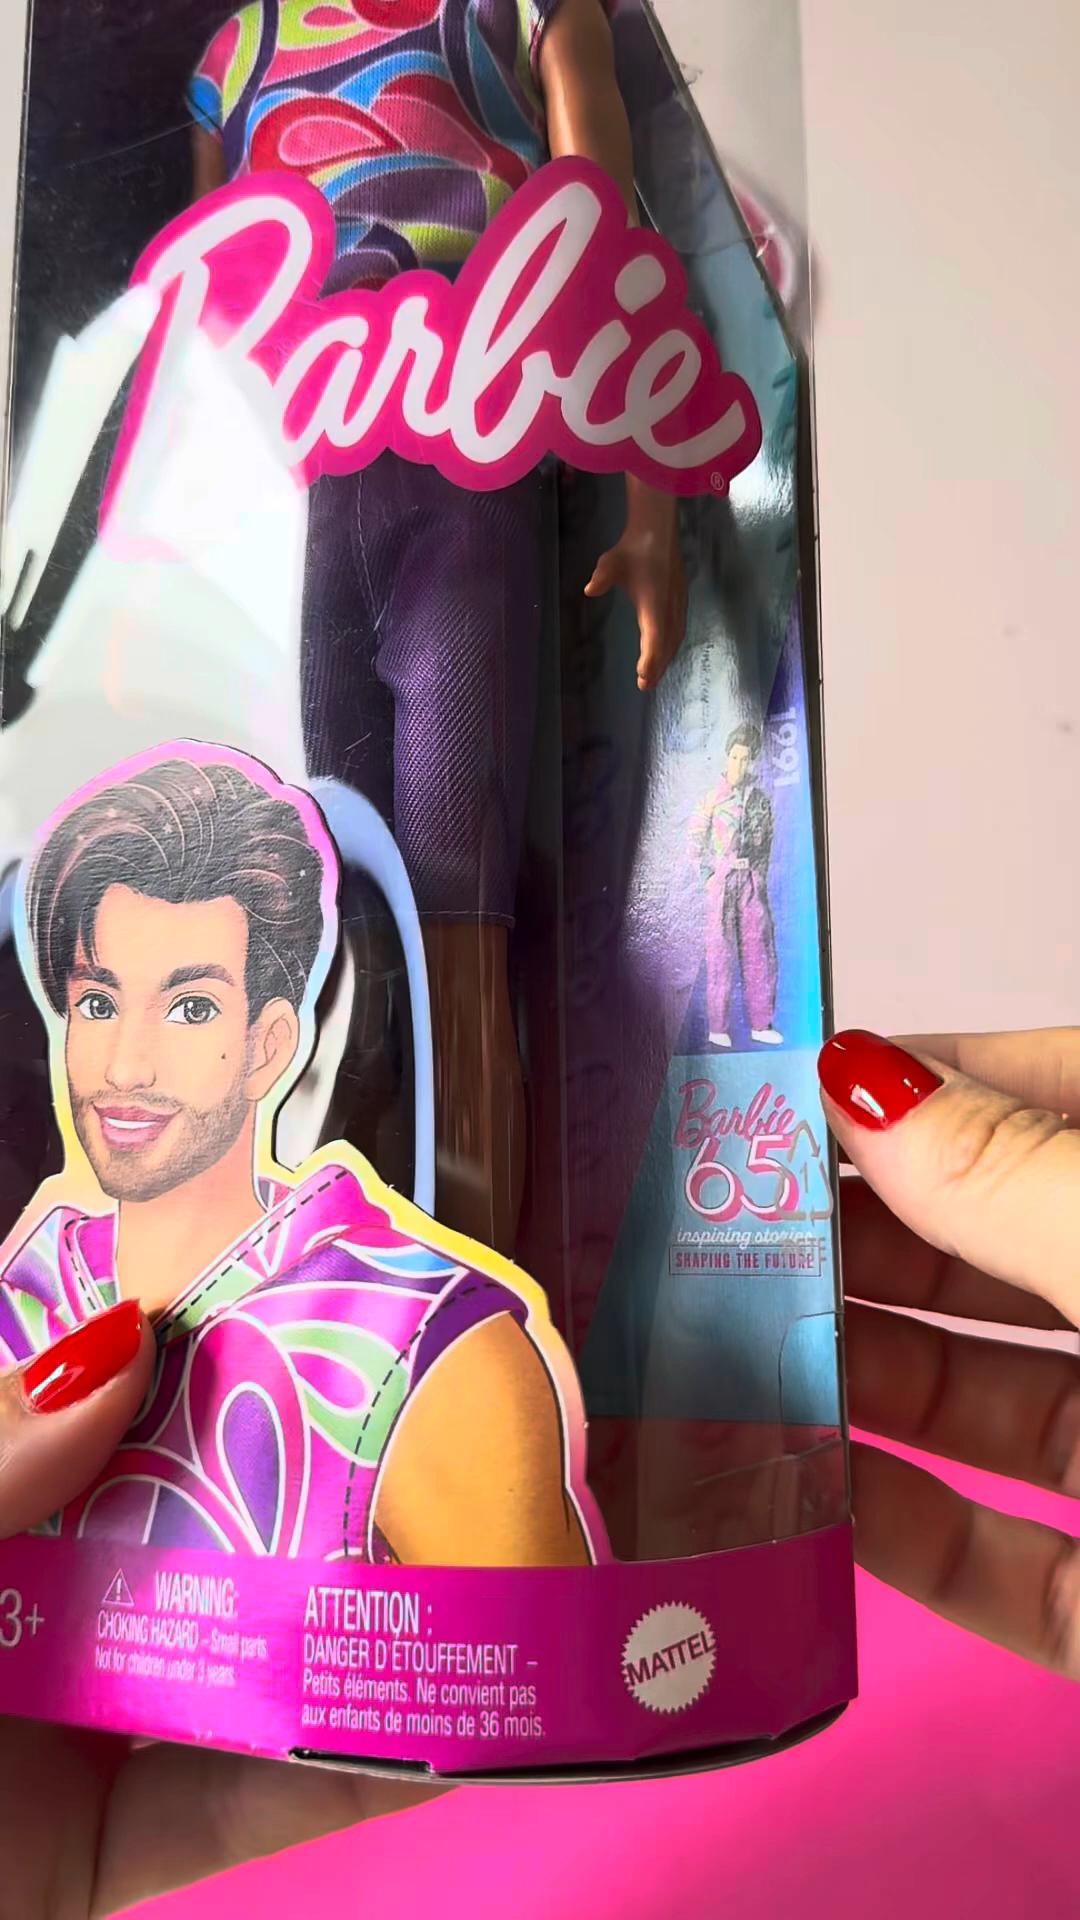 Barbie
®
1991
Barbie
65
inspiring stories
SHAPING THE FUTURE
1
3+
WARNING:
CHOKING HAZARD – Small parts
Not for children under 3 years.
ATTENTION :
DANGER D'ÉTOUFFEMENT –
Petits éléments. Ne convient pas
aux enfants de moins de 36 mois.
MATTEL